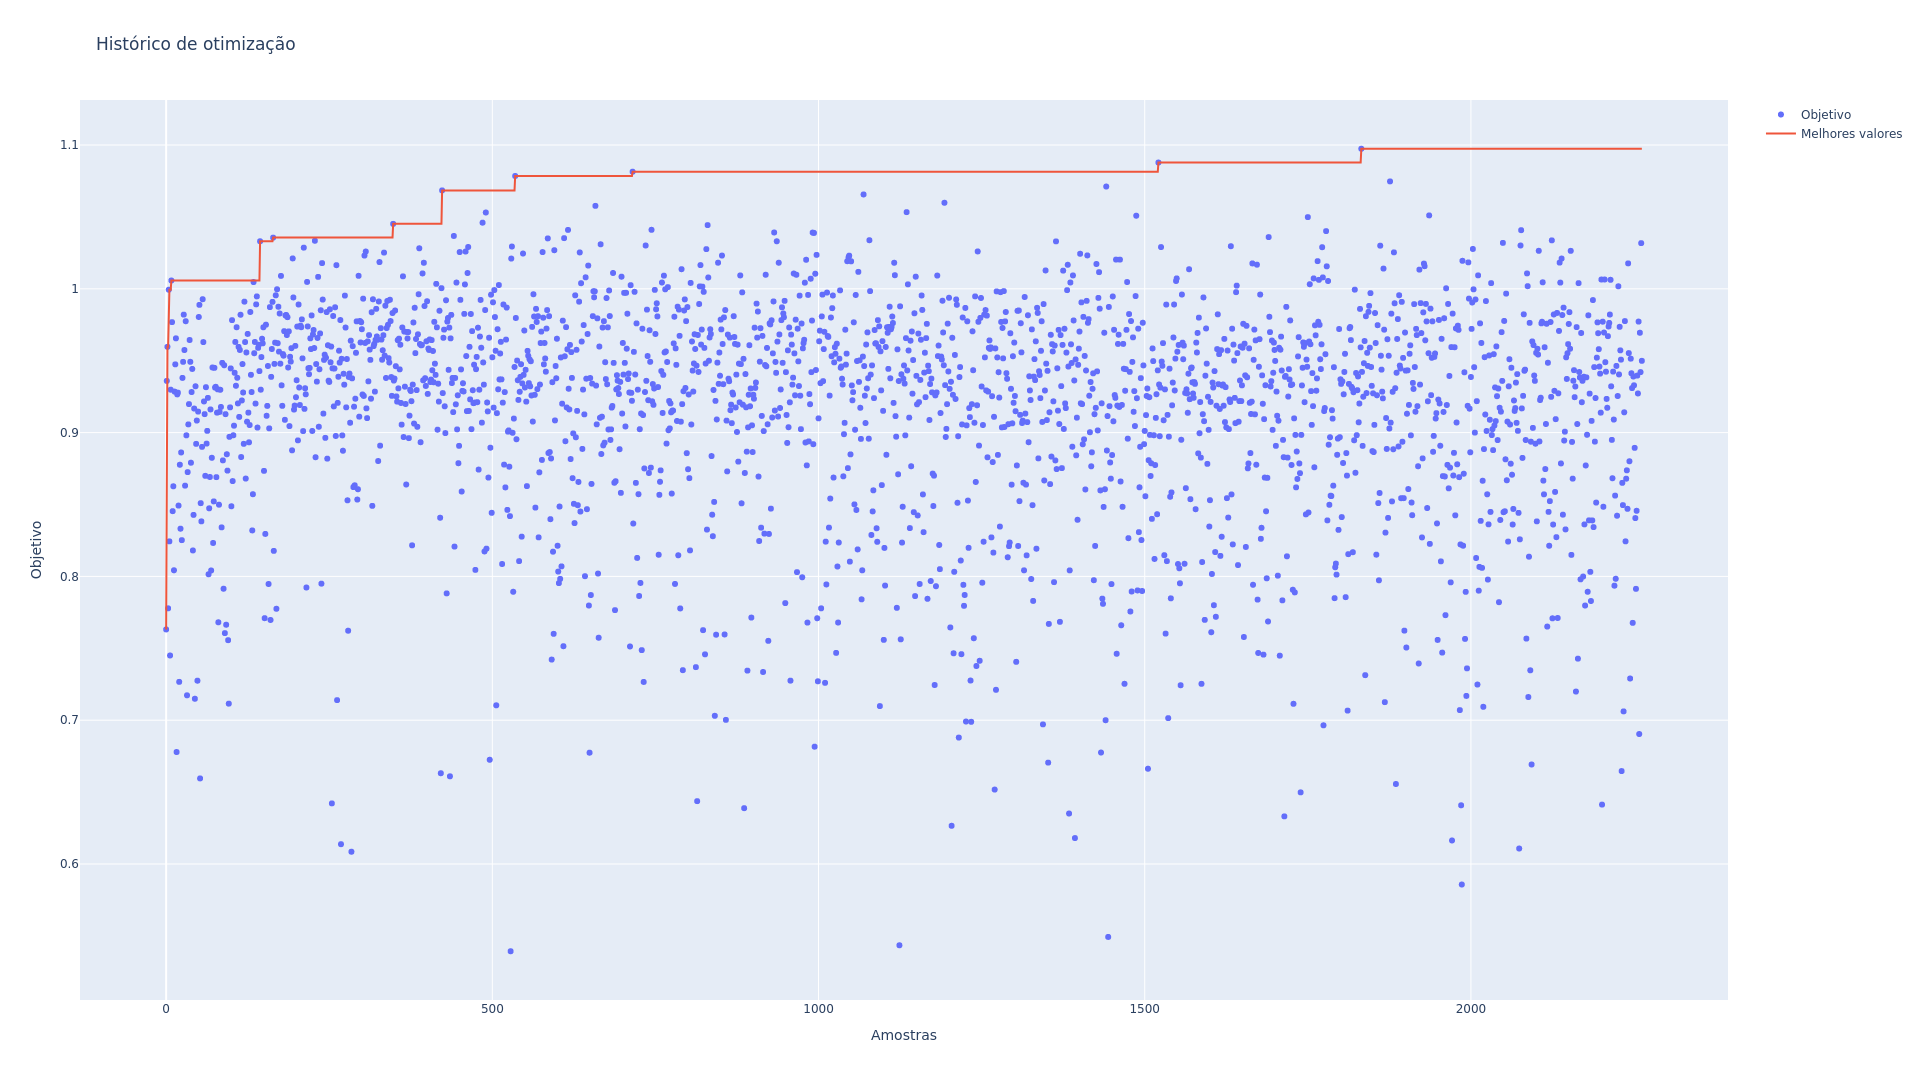 Histórico de otimização
Objetivo
Melhores valores
1.1
1
0.9
0.8
0.7
0.6
Objetivo
0
500
1000
1500
2000
Amostras